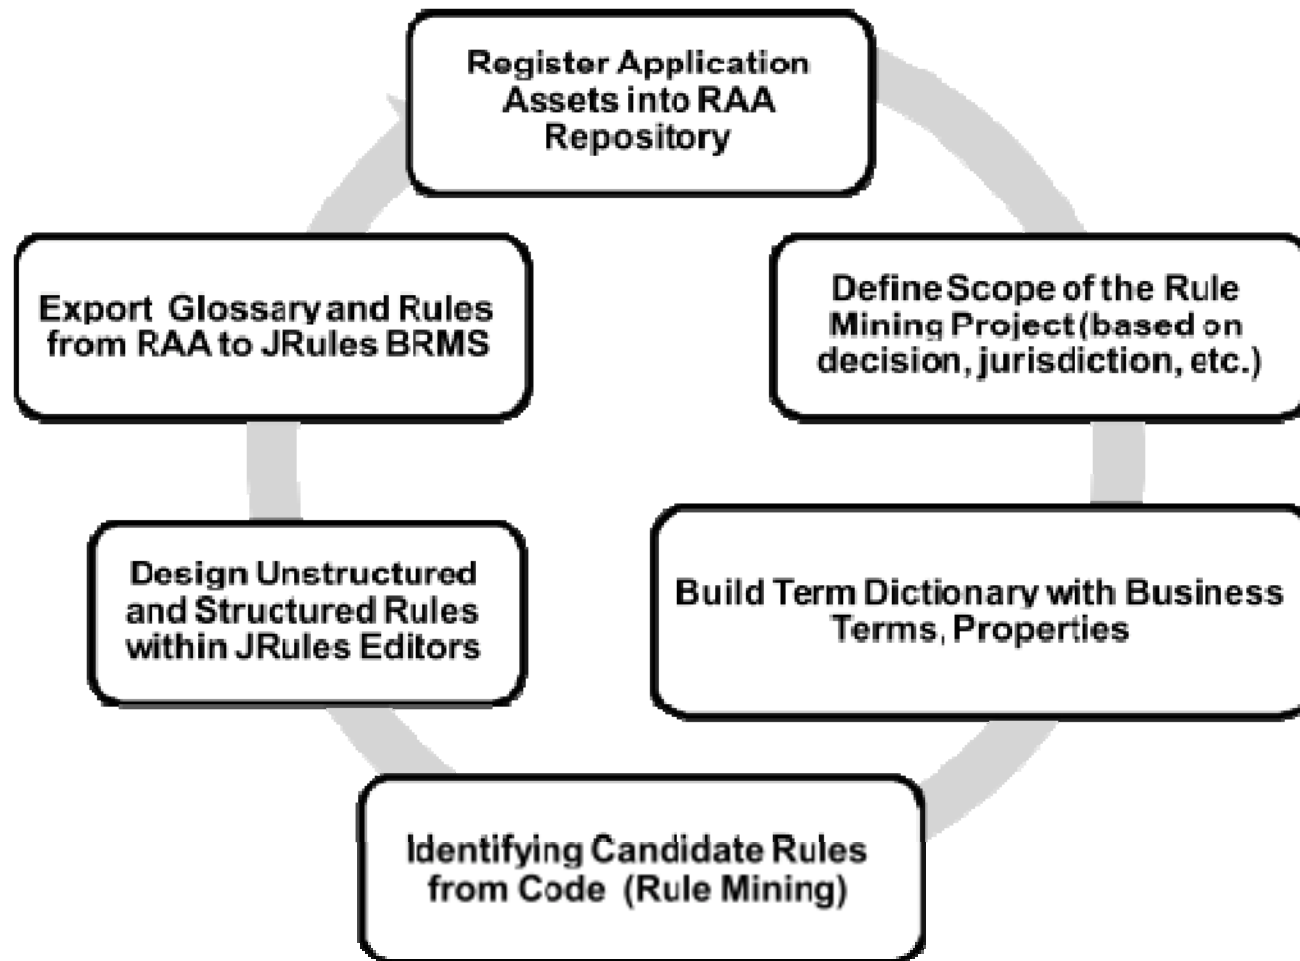 Register Application
Assets into RAA
Repository
Define Scope of the Rule
Mining Project (based on
decision, jurisdiction, etc.)
Build Term Dictionary with Business
Terms, Properties
Identifying Candidate Rules
from Code (Rule Mining)
Design Unstructured
and Structured Rules
within JRules Editors
Export Glossary and Rules
from RAA to JRules BRMS